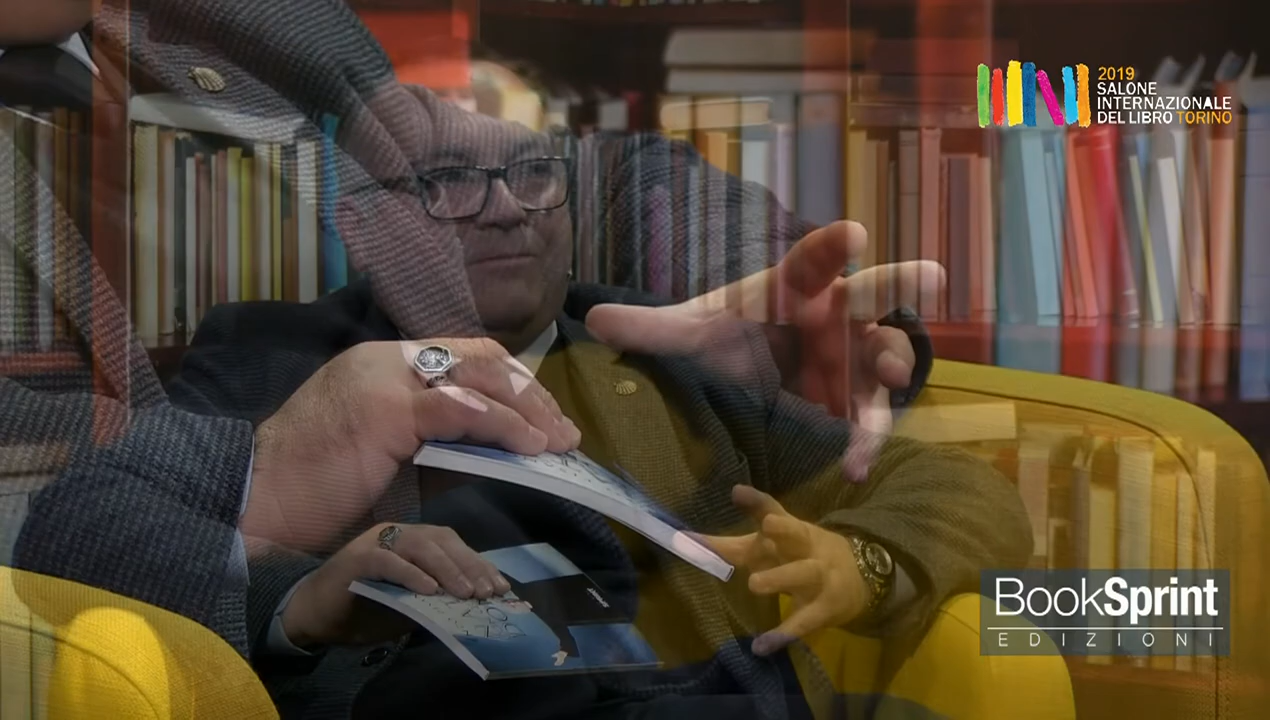 2019
SALONE
INTERNAZIONALE
DEL LIBRO TORINO
BookSprint
EDIZIONI